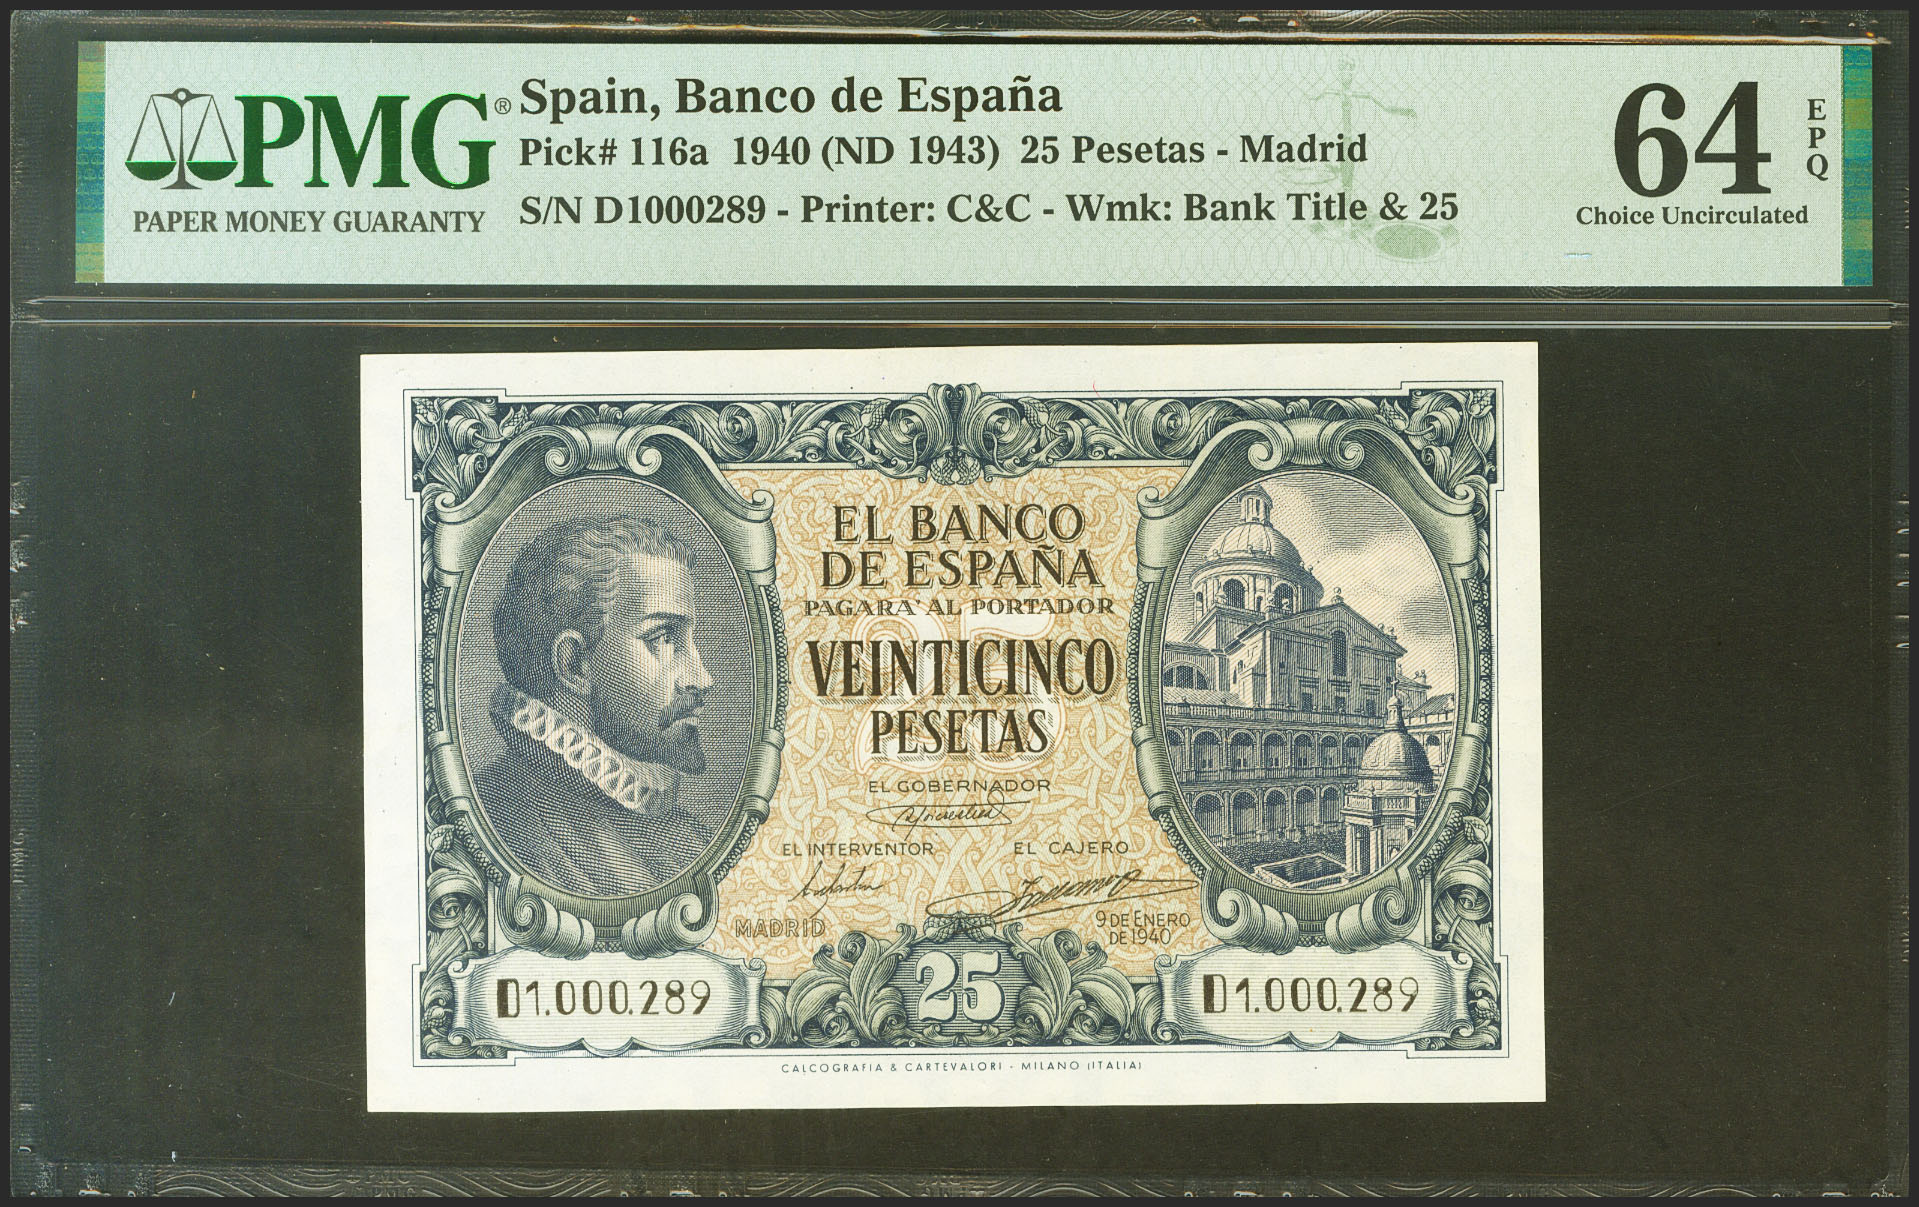 PMG®
PAPER MONEY GUARANTY
Spain, Banco de España
Pick# 116a 1940 (ND 1943) 25 Pesetas - Madrid
S/N D1000289 - Printer: C&C - Wmk: Bank Title & 25
64
EPQ
Choice Uncirculated
EL BANCO
DE ESPAÑA
PAGARA' AL PORTADOR
25
VEINTICINCO
PESETAS
EL GOBERNADOR
EL INTERVENTOR
EL CAJERO
MADRID
9 DE ENERO
DE 1940
D1.000.289
25
D1.000.289
CALCOGRAFIA & CARTEVALORI - MILANO (ITALIA)